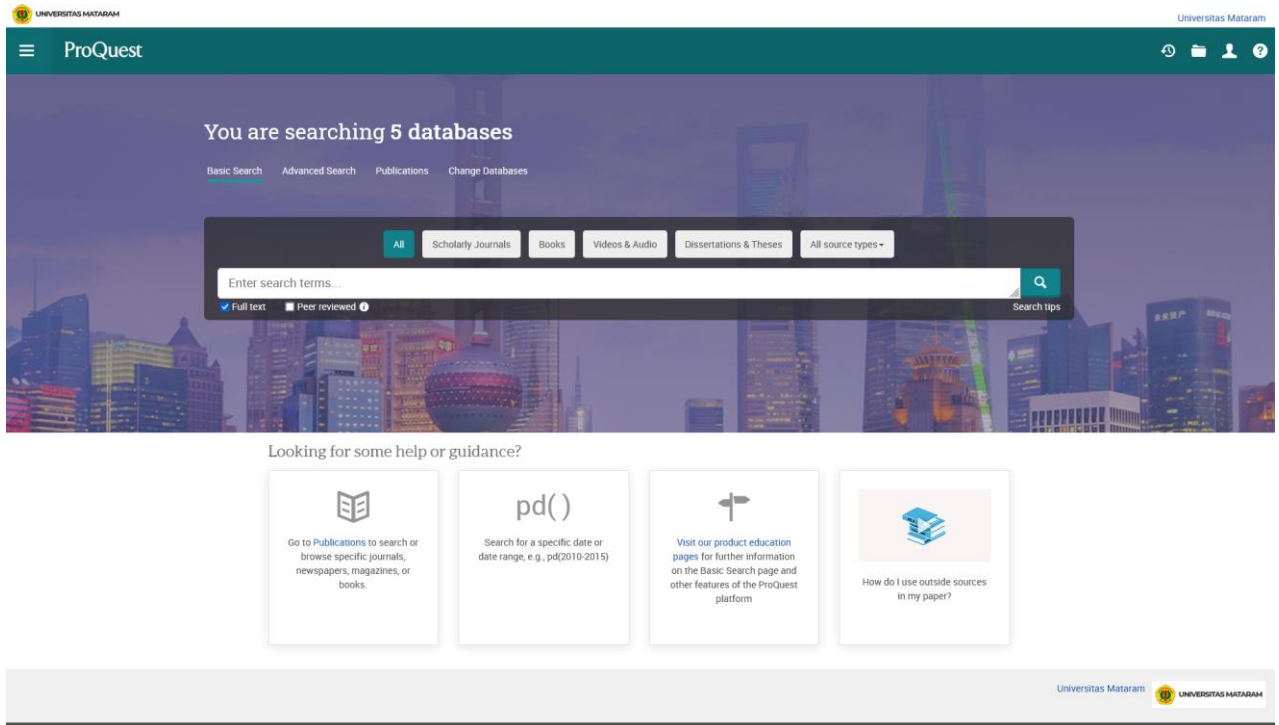 UNIVERSITAS MATARAM
Universitas Mataram
ProQuest
You are searching 5 databases
Basic Search Advanced Search Publications Change Databases
All Scholarly Journals Books Videos & Audio Dissertations & Theses All source types
Enter search terms...
Full text Peer reviewed
Search tips
Looking for some help or guidance?
Go to Publications to search or
browse specific journals,
newspapers, magazines, or
books.
pd( )
Search for a specific date or
date range, e.g., pd(2010-2015)
Visit our product education
pages for further information
on the Basic Search page and
other features of the ProQuest
platform
How do I use outside sources
in my paper?
Universitas Mataram
UNIVERSITAS MATARAM